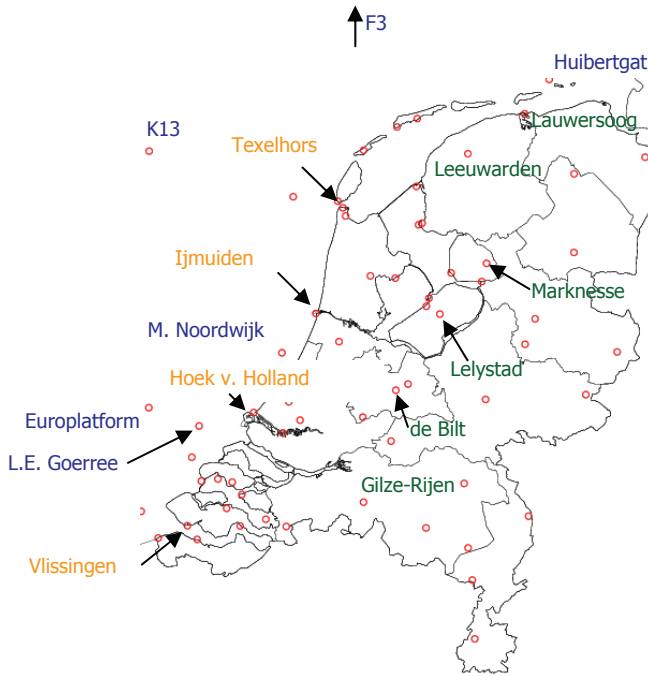 F3
Huibertgat
K13
Lauwersoog
Texelhors
Leeuwarden
Ijmuiden
Marknesse
M. Noordwijk
Lelystad
Hoek v. Holland
Europlatform
de Bilt
L.E. Goerree
Gilze-Rijen
Vlissingen